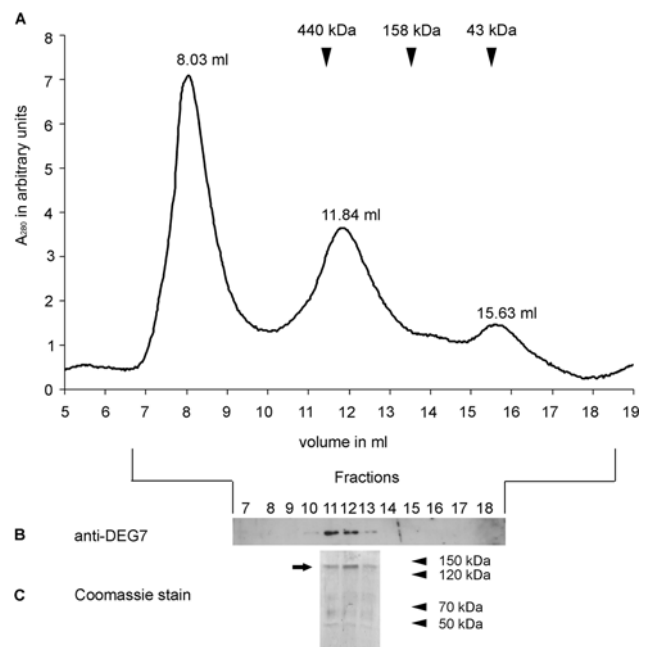 A
440 kDa 158 kDa 43 kDa
8
7
6
5
4
3
2
1
0
A280 in arbitrary units
8.03 ml
11.84 ml
15.63 ml
5 6 7 8 9 10 11 12 13 14 15 16 17 18 19
volume in ml
Fractions
7 8 9 10 11 12 13 14 15 16 17 18
B anti-DEG7
150 kDa
120 kDa
C Coomassie stain
70 kDa
50 kDa